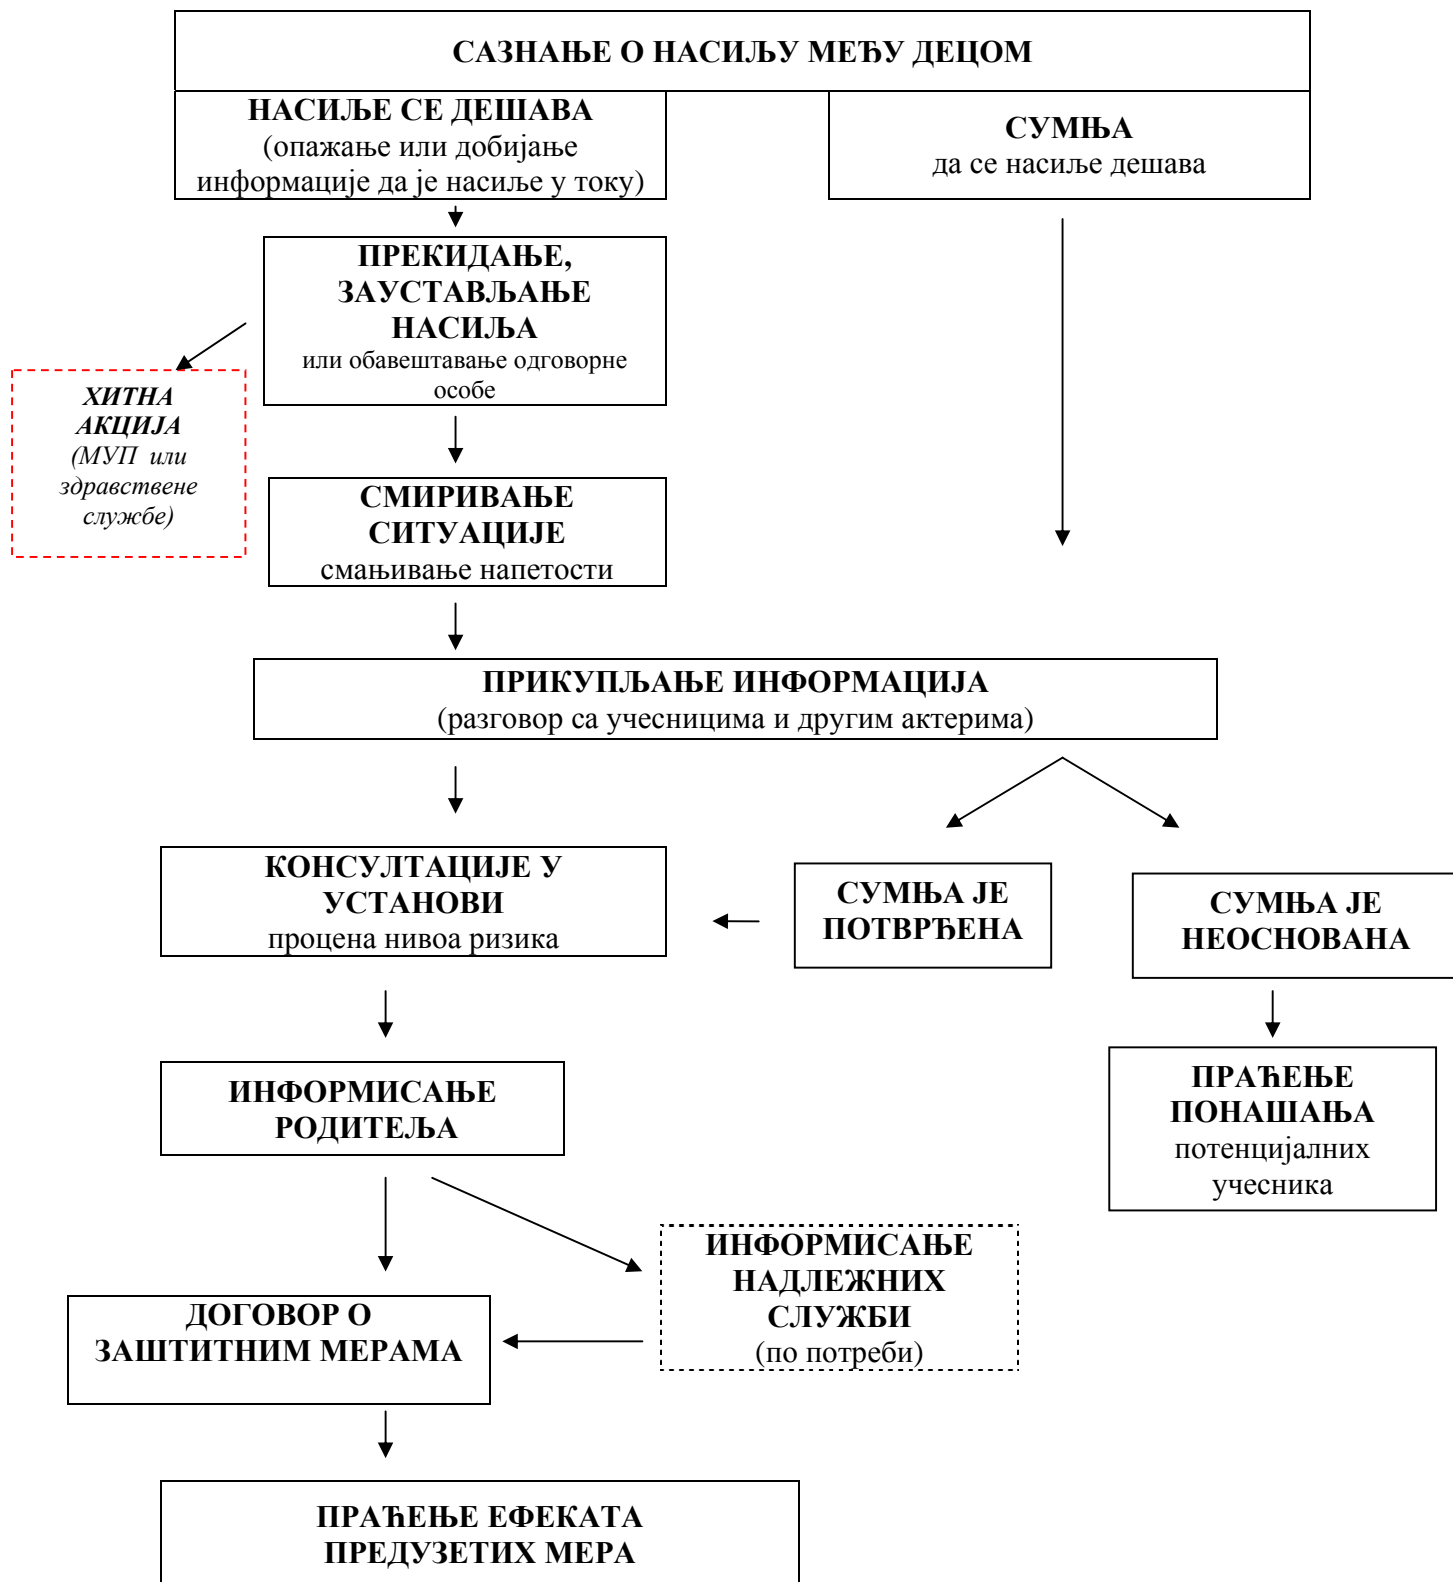 САЗНАЊЕ О НАСИЉУ МЕЂУ ДЕЦОМ
НАСИЉЕ СЕ ДЕШАВА
(опажање или добијање
информације да је насиље у току)
СУМЊА
да се насиље дешава
ПРЕКИДАЊЕ,
ЗАУСТАВЉАЊЕ
НАСИЉА
или обавештавање одговорне
особе
ХИТНА
АКЦИЈА
(МУП или
здравствене
службе)
СМИРИВАЊЕ
СИТУАЦИЈЕ
смањивање напетости
ПРИКУПЉАЊЕ ИНФОРМАЦИЈА
(разговор са учесницима и другим актерима)
КОНСУЛТАЦИЈЕ У
УСТАНОВИ
процена нивоа ризика
СУМЊА ЈЕ
ПОТВРЂЕНА
СУМЊА ЈЕ
НЕОСНОВАНА
ИНФОРМИСАЊЕ
РОДИТЕЉА
ПРАЋЕЊЕ
ПОНАШАЊА
потенцијалних
учесника
ИНФОРМИСАЊЕ
НАДЛЕЖНИХ
СЛУЖБИ
(по потреби)
ДОГОВОР О
ЗАШТИТНИМ МЕРАМА
ПРАЋЕЊЕ ЕФЕКАТА
ПРЕДУЗЕТИХ МЕРА